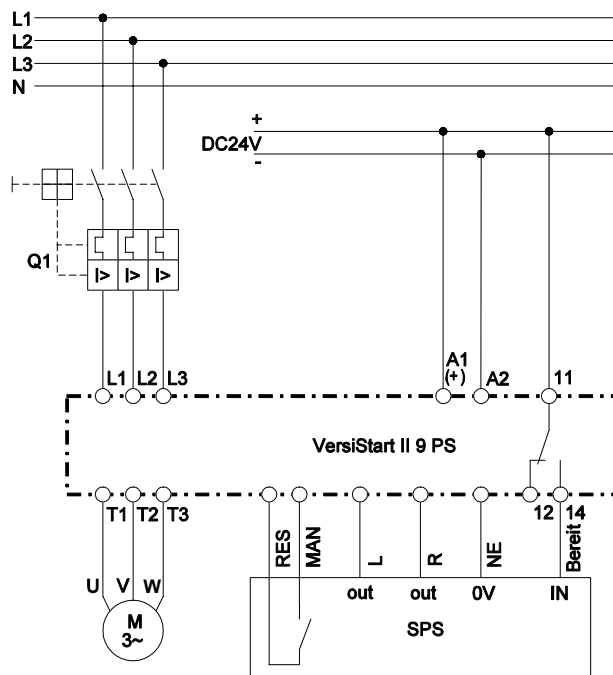 L1
L2
L3
N
+
DC24V
-
Q1
I> I> I>
L1 L2 L3
A1
(+)
A2
11
VersiStart II 9 PS
T1 T2 T3
12 14
RES
MAN
L
R
NE
Bereit
U V W
M
3~
out out 0V IN
SPS